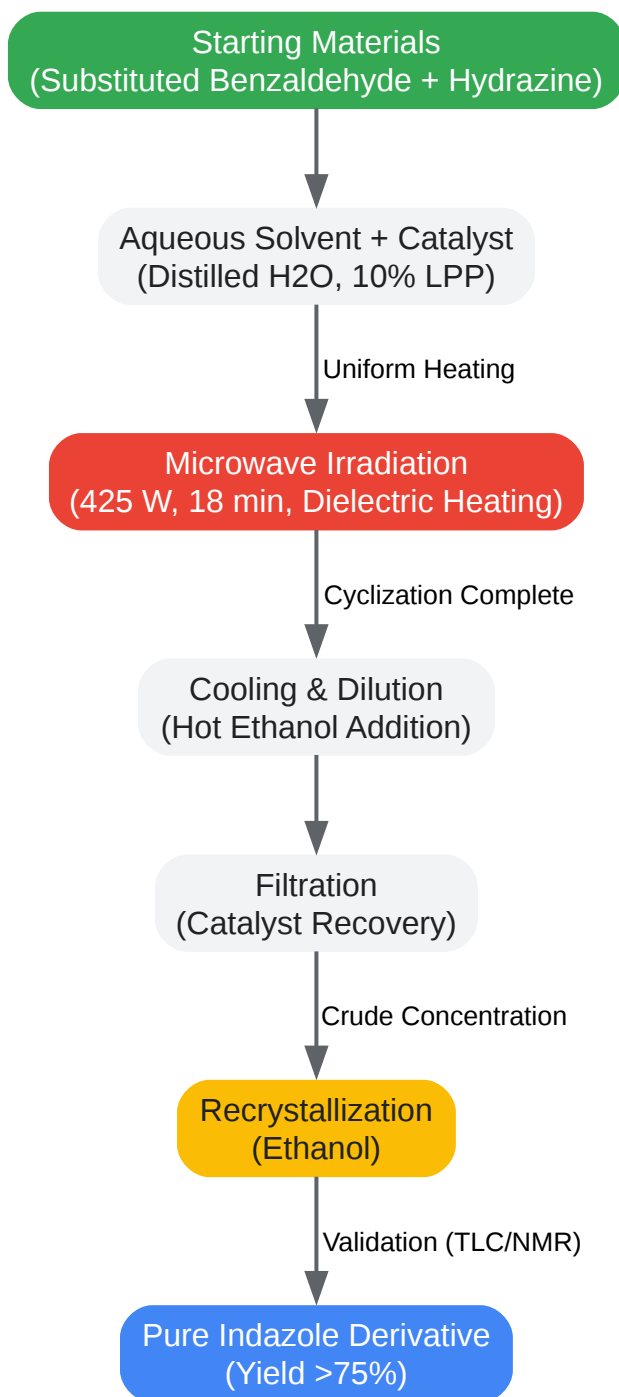 Starting Materials
(Substituted Benzaldehyde + Hydrazine)
Aqueous Solvent + Catalyst
(Distilled H2O, 10% LPP)
Uniform Heating
Microwave Irradiation
(425 W, 18 min, Dielectric Heating)
Cyclization Complete
Cooling & Dilution
(Hot Ethanol Addition)
Filtration
(Catalyst Recovery)
Crude Concentration
Recrystallization
(Ethanol)
Validation (TLC/NMR)
Pure Indazole Derivative
(Yield >75%)